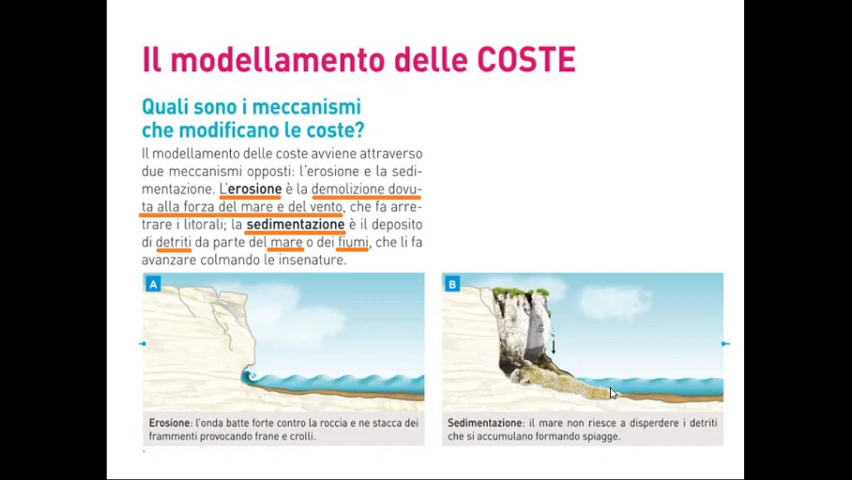 Il modellamento delle COSTE
Quali sono i meccanismi
che modificano le coste?
Il modellamento delle coste avviene attraverso
due meccanismi opposti: l'erosione e la sedi-
mentazione. L'erosione è la demolizione dovu-
ta alla forza del mare e del vento, che fa arre-
trare i litorali; la sedimentazione è il deposito
di detriti da parte del mare o dei fiumi, che li fa
avanzare colmando le insenature.
A
B
Erosione: l'onda batte forte contro la roccia e ne stacca dei
frammenti provocando frane e crolli.
Sedimentazione: il mare non riesce a disperdere i detriti
che si accumulano formando spiagge.